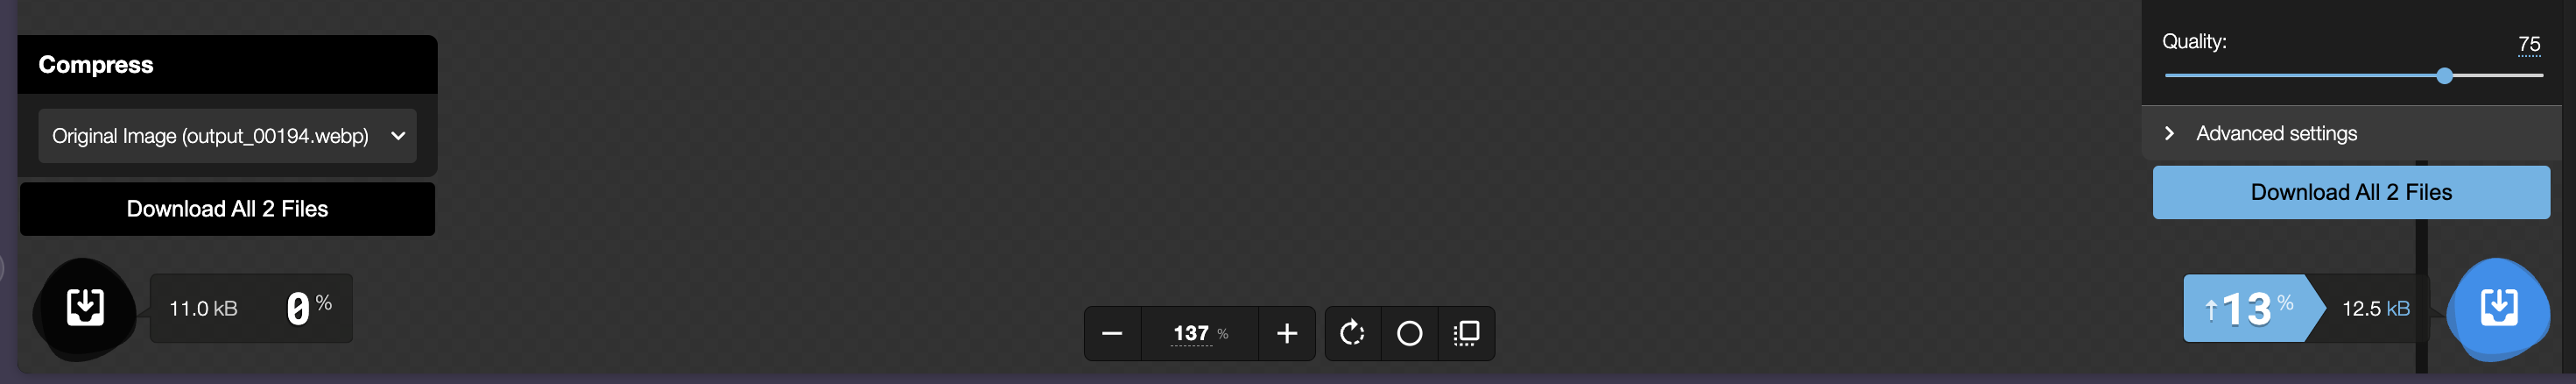 Compress
Original Image (output_00194.webp)
Download All 2 Files
11.0 kB 0 %
137 %
Quality: 75
Advanced settings
Download All 2 Files
↑13 % 12.5 kB